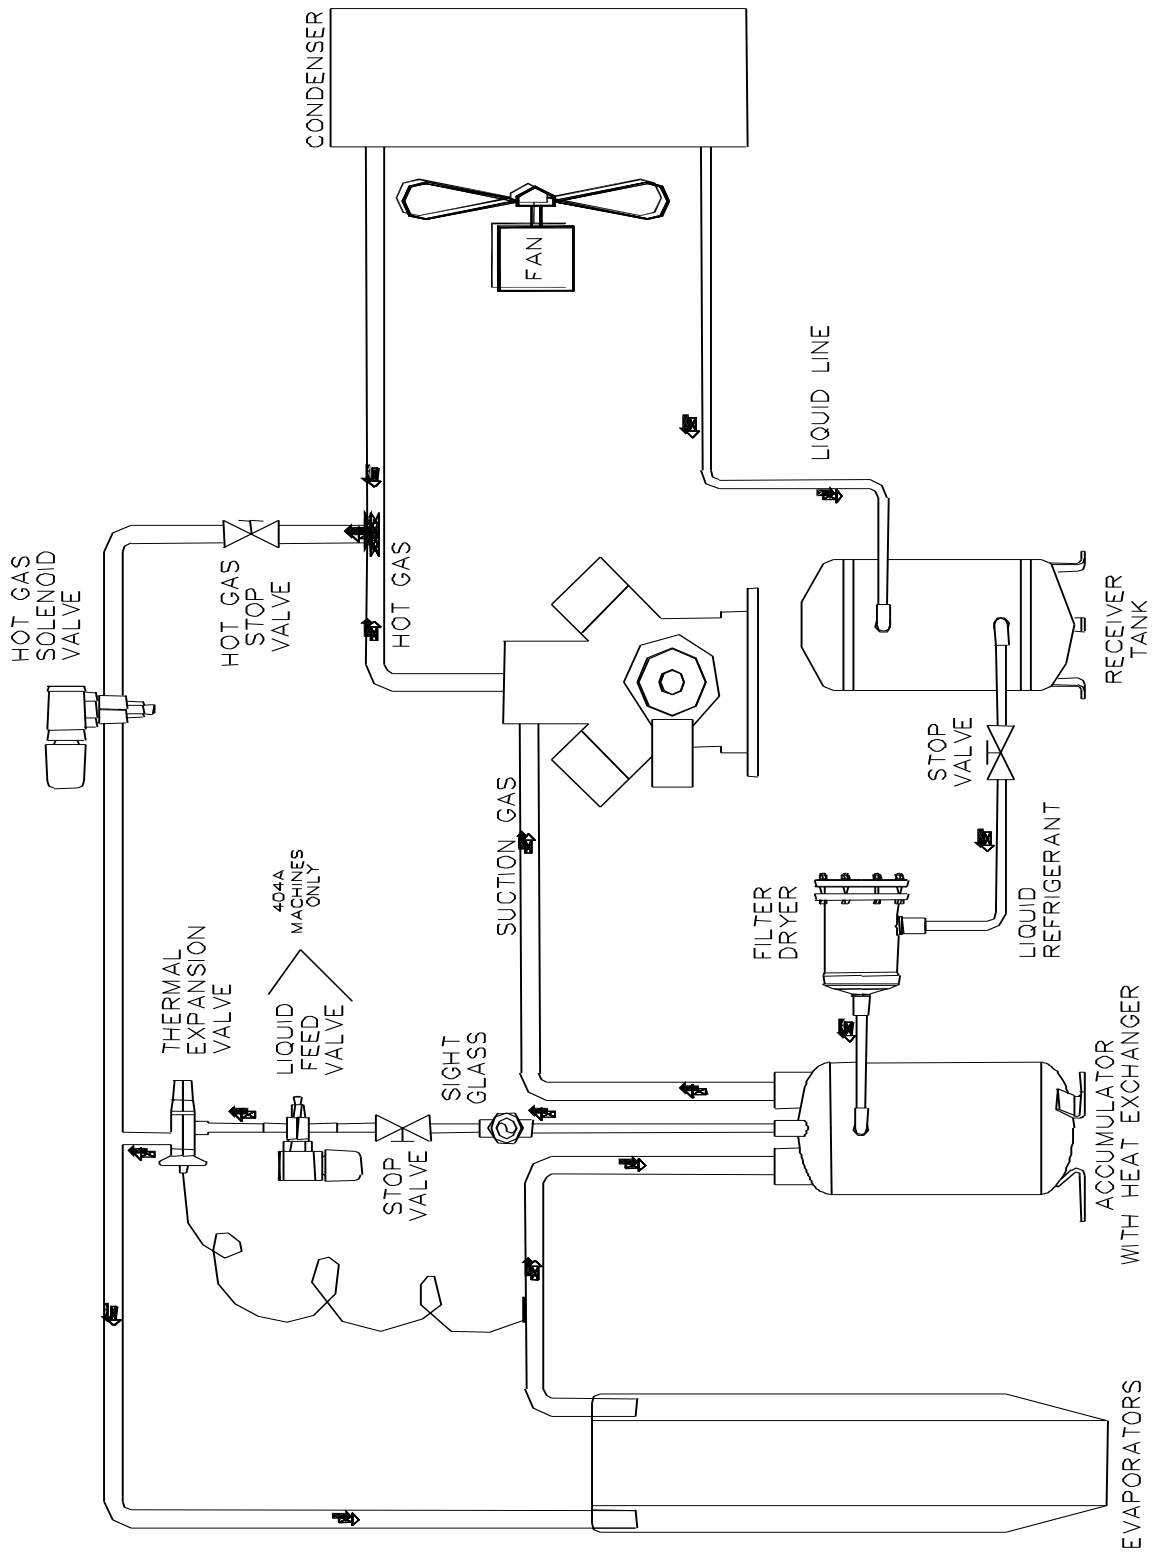 HOT GAS
SOLENOID
VALVE
HOT GAS
STOP
VALVE
HOT GAS
CONDENSER
FAN
LIQUID LINE
RECEIVER
TANK
STOP
VALVE
LIQUID
REFRIGERANT
FILTER
DRYER
SUCTION GAS
404A
MACHINES
ONLY
THERMAL
EXPANSION
VALVE
LIQUID
FEED
VALVE
SIGHT
GLASS
STOP
VALVE
ACCUMULATOR
WITH HEAT EXCHANGER
EVAPORATORS